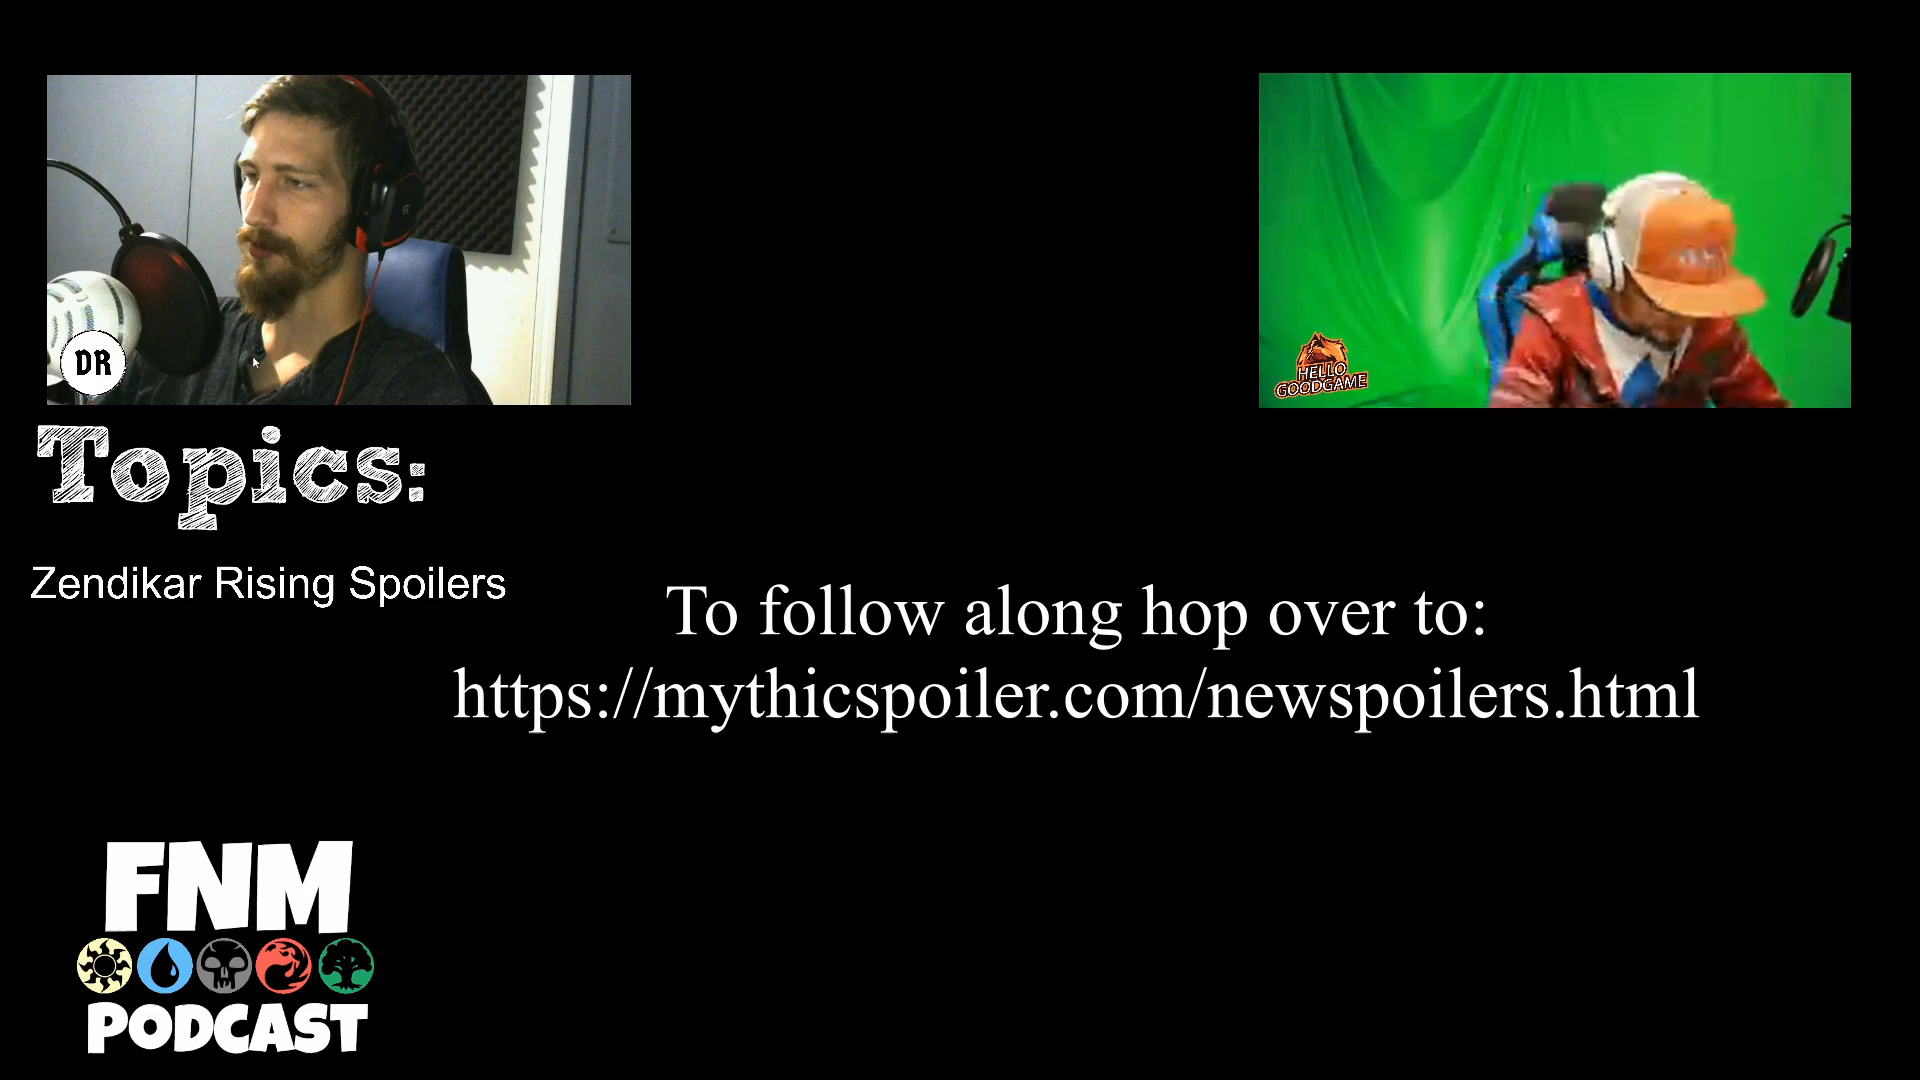 DR
HELLO
GOODGAME
Topics:
Zendikar Rising Spoilers
To follow along hop over to:
https://mythicspoiler.com/newspoilers.html
FNM
PODCAST